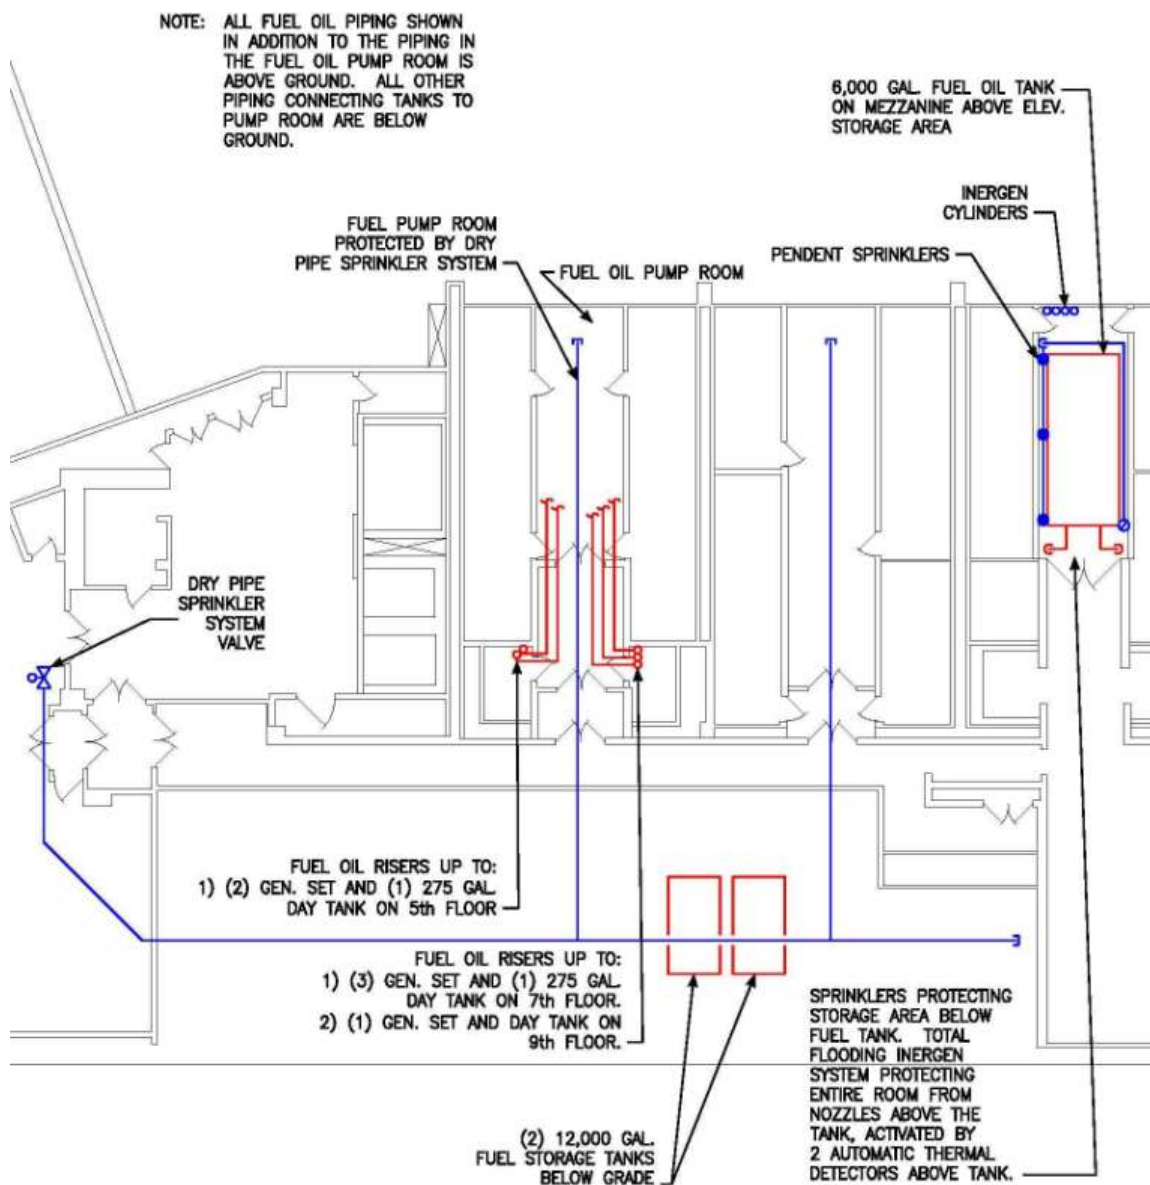 NOTE: ALL FUEL OIL PIPING SHOWN
IN ADDITION TO THE PIPING IN
THE FUEL OIL PUMP ROOM IS
ABOVE GROUND. ALL OTHER
PIPING CONNECTING TANKS TO
PUMP ROOM ARE BELOW
GROUND.
6,000 GAL. FUEL OIL TANK
ON MEZZANINE ABOVE ELEV.
STORAGE AREA
INERGEN
CYLINDERS
FUEL PUMP ROOM
PROTECTED BY DRY
PIPE SPRINKLER SYSTEM
FUEL OIL PUMP ROOM
PENDENT SPRINKLERS
DRY PIPE
SPRINKLER
SYSTEM
VALVE
FUEL OIL RISERS UP TO:
1) (2) GEN. SET AND (1) 275 GAL.
DAY TANK ON 5th FLOOR
FUEL OIL RISERS UP TO:
1) (3) GEN. SET AND (1) 275 GAL.
DAY TANK ON 7th FLOOR.
2) (1) GEN. SET AND DAY TANK ON
9th FLOOR.
SPRINKLERS PROTECTING
STORAGE AREA BELOW
FUEL TANK. TOTAL
FLOODING INERGEN
SYSTEM PROTECTING
ENTIRE ROOM FROM
NOZZLES ABOVE THE
TANK, ACTIVATED BY
2 AUTOMATIC THERMAL
DETECTORS ABOVE TANK.
(2) 12,000 GAL.
FUEL STORAGE TANKS
BELOW GRADE